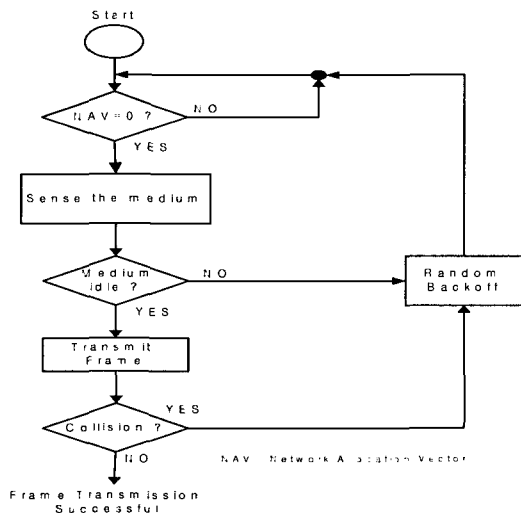 Start
NAV=0 ?
NO
YES
Sense the medium
Medium
idle ?
NO
YES
Random
Backoff
Transmit
Frame
Collision ?
YES
NO
NAV Network Vector
Frame Transmission
Successful